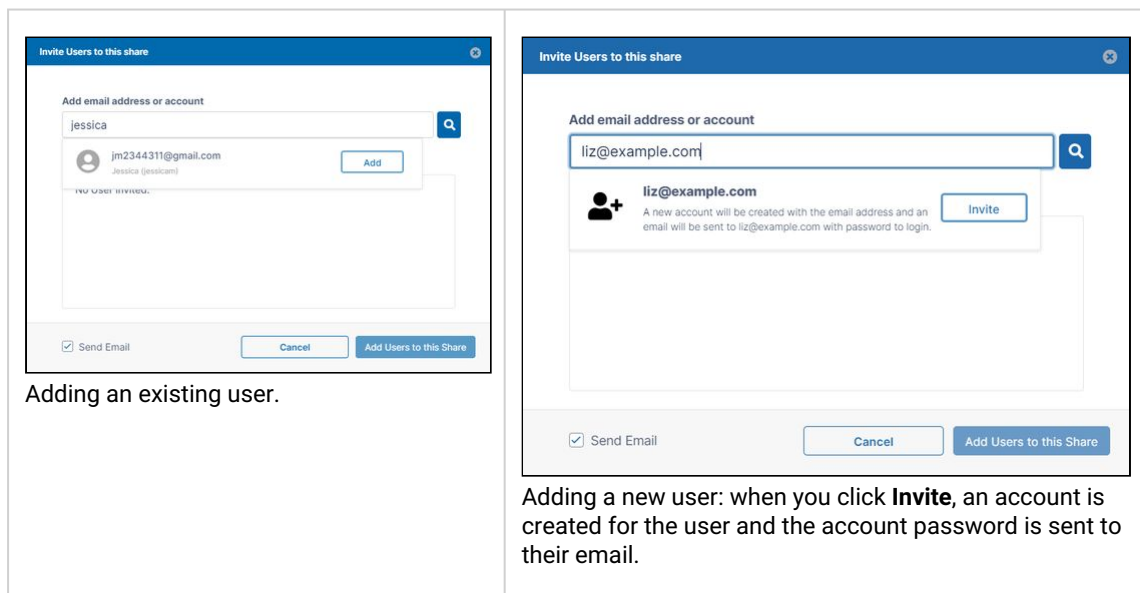 Invite Users to this share
Add email address or account
jessica
jm2344311@gmail.com
Jessica (jessicam)
Add
No User Invited.
Send Email
Cancel
Add Users to this Share
Adding an existing user.
Invite Users to this share
Add email address or account
liz@example.com
liz@example.com
A new account will be created with the email address and an
email will be sent to liz@example.com with password to login.
Invite
Send Email
Cancel
Add Users to this Share
Adding a new user: when you click Invite, an account is
created for the user and the account password is sent to
their email.